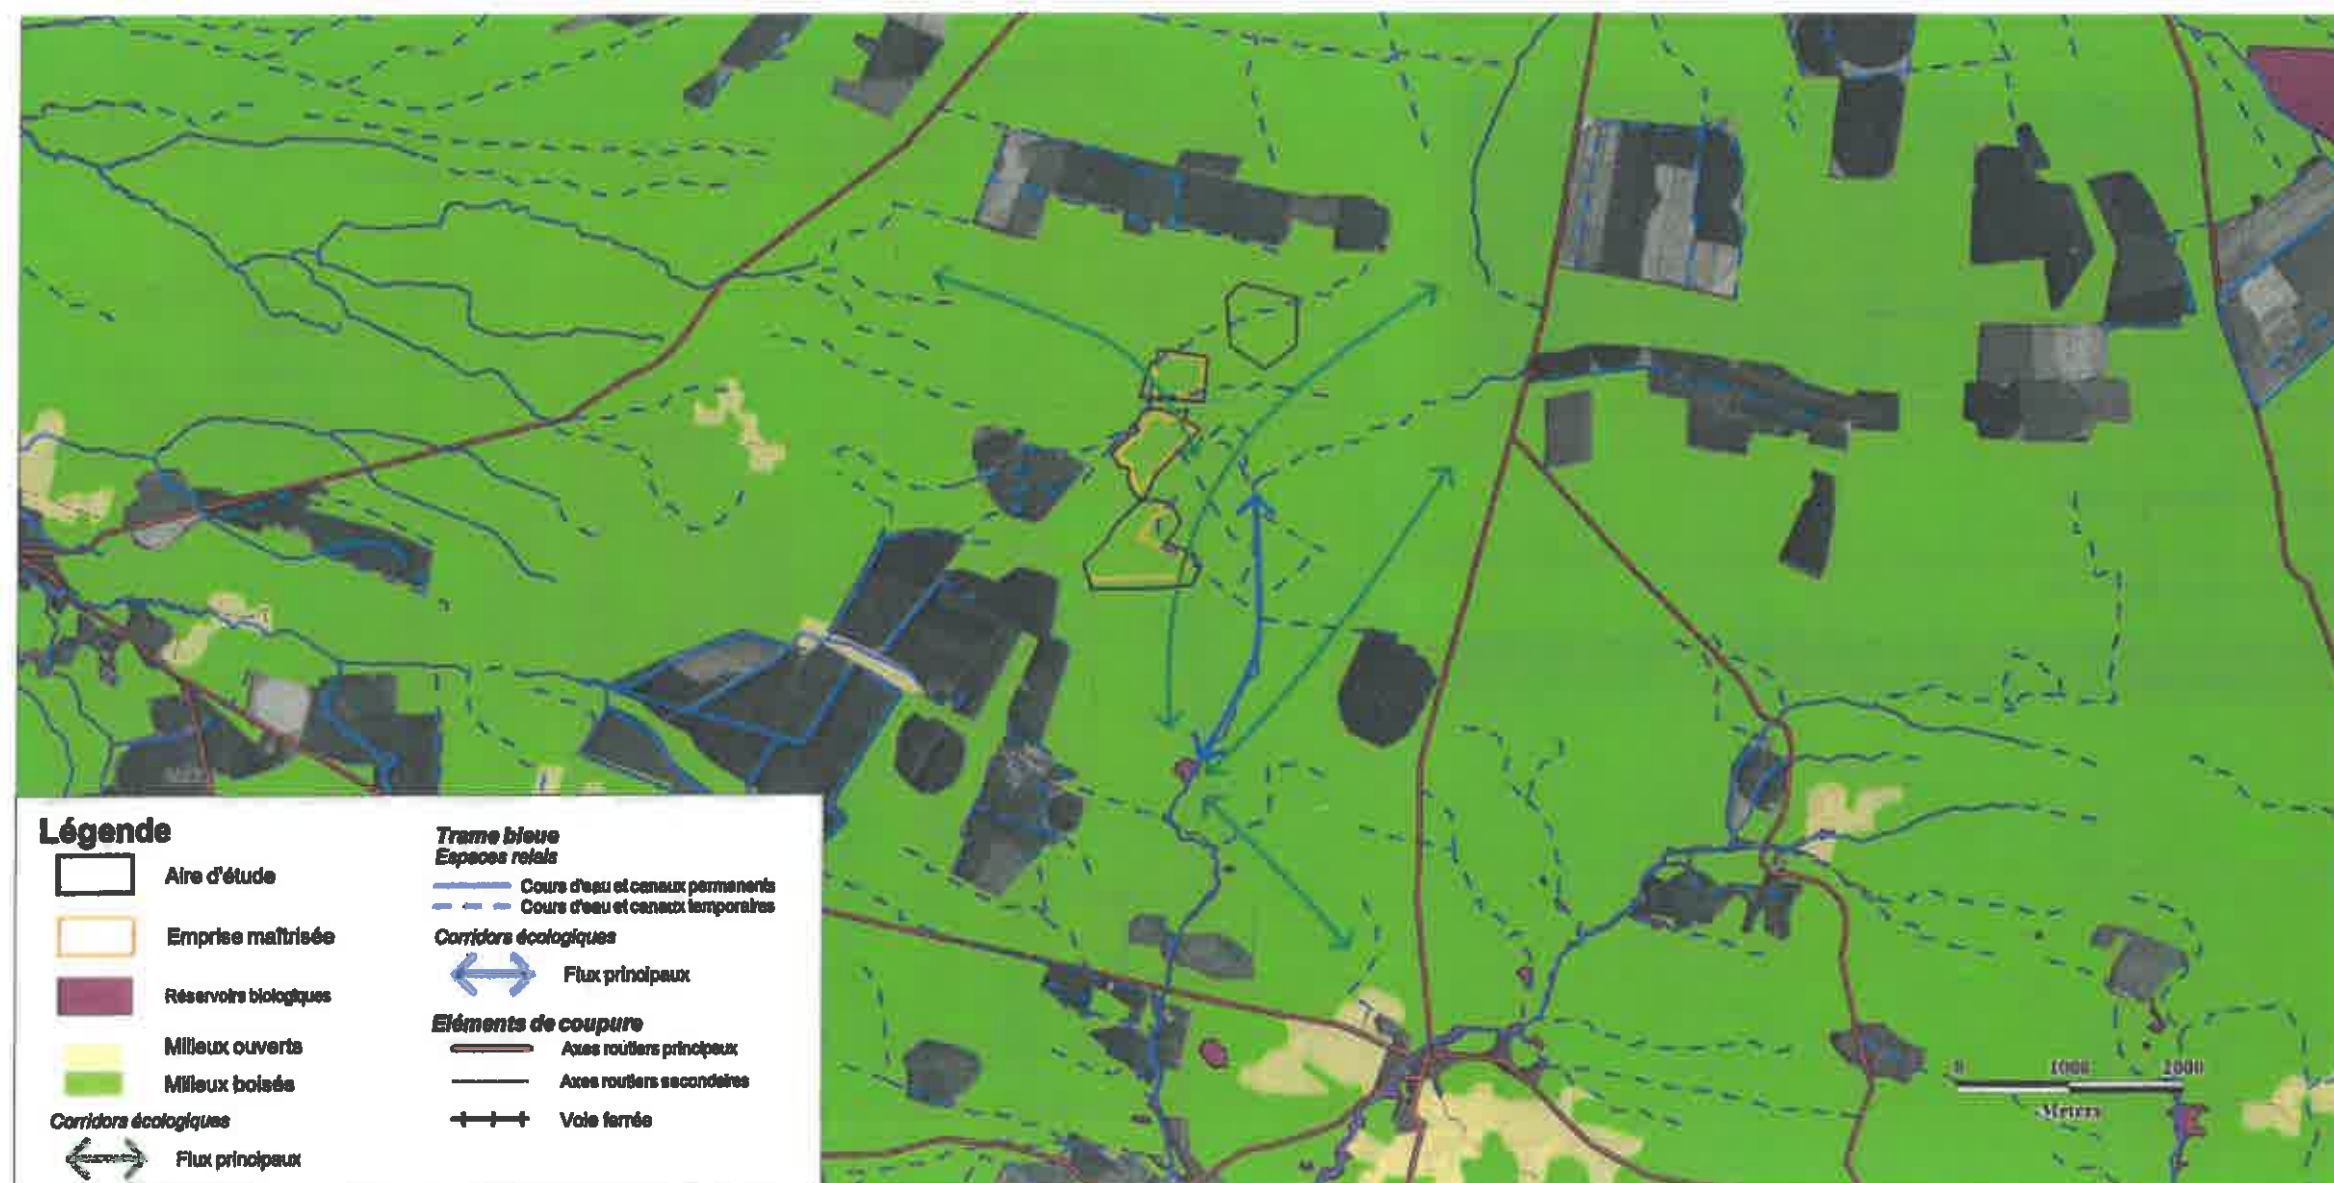 Légende
Aire d'étude
Emprise maîtrisée
Réservoirs biologiques
Milieux ouverts
Milieux boisés
Corridors écologiques
Flux principaux
Trame bleue
Espaces relais
Cours d'eau et canaux permanents
Cours d'eau et canaux temporaires
Corridors écologiques
Flux principaux
Eléments de coupure
Axes routiers principaux
Axes routiers secondaires
Voie ferrée
0 1000 2000
Meters